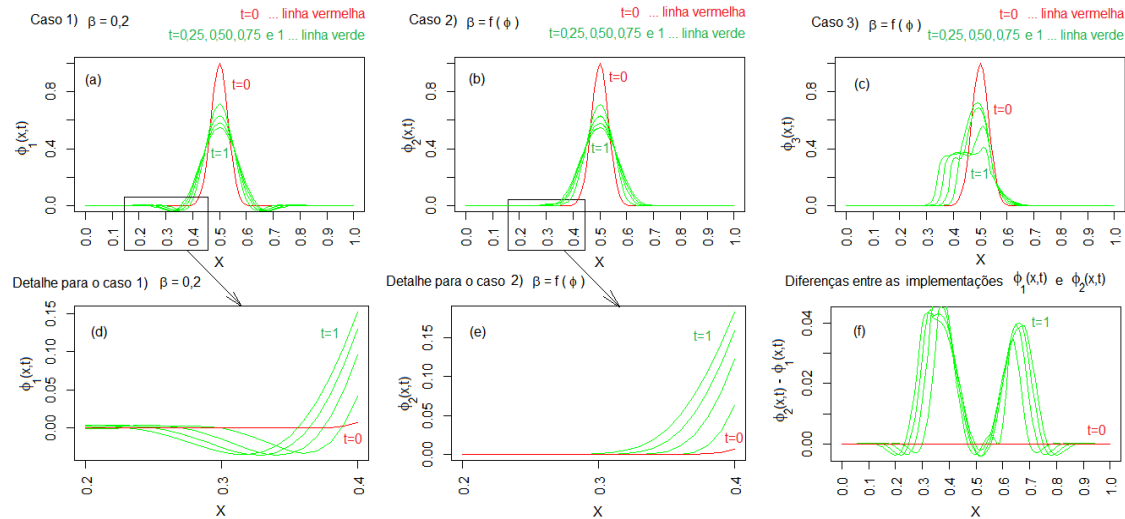 Caso 1) β = 0,2
t=0 ... linha vermelha
t=0,25, 0,50, 0,75 e 1 ... linha verde
Caso 2) β = f ( ϕ )
t=0 ... linha vermelha
t=0,25, 0,50, 0,75 e 1 ... linha verde
Caso 3) β = f ( ϕ )
t=0 ... linha vermelha
t=0,25, 0,50, 0,75 e 1 ... linha verde
(a)
t=0
t=1
ϕ₁(x,t)
0.0 0.4 0.8
0.0 0.1 0.2 0.3 0.4 0.5 0.6 0.7 0.8 0.9 1.0
X
(b)
t=0
t=1
ϕ₂(x,t)
0.0 0.4 0.8
0.0 0.1 0.2 0.3 0.4 0.5 0.6 0.7 0.8 0.9 1.0
X
(c)
t=0
t=1
ϕ₃(x,t)
0.0 0.4 0.8
0.0 0.1 0.2 0.3 0.4 0.5 0.6 0.7 0.8 0.9 1.0
X
Detalhe para o caso 1) β = 0,2
(d)
t=1
t=0
ϕ₁(x,t)
0.00 0.05 0.10 0.15
0.2 0.3 0.4
X
Detalhe para o caso 2) β = f ( ϕ )
(e)
t=1
t=0
ϕ₂(x,t)
0.00 0.05 0.10 0.15
0.2 0.3 0.4
X
Diferenças entre as implementações ϕ₁(x,t) e ϕ₂(x,t)
(f)
t=1
t=0
ϕ₂(x,t) - ϕ₁(x,t)
0.00 0.02 0.04
0.0 0.1 0.2 0.3 0.4 0.5 0.6 0.7 0.8 0.9 1.0
X